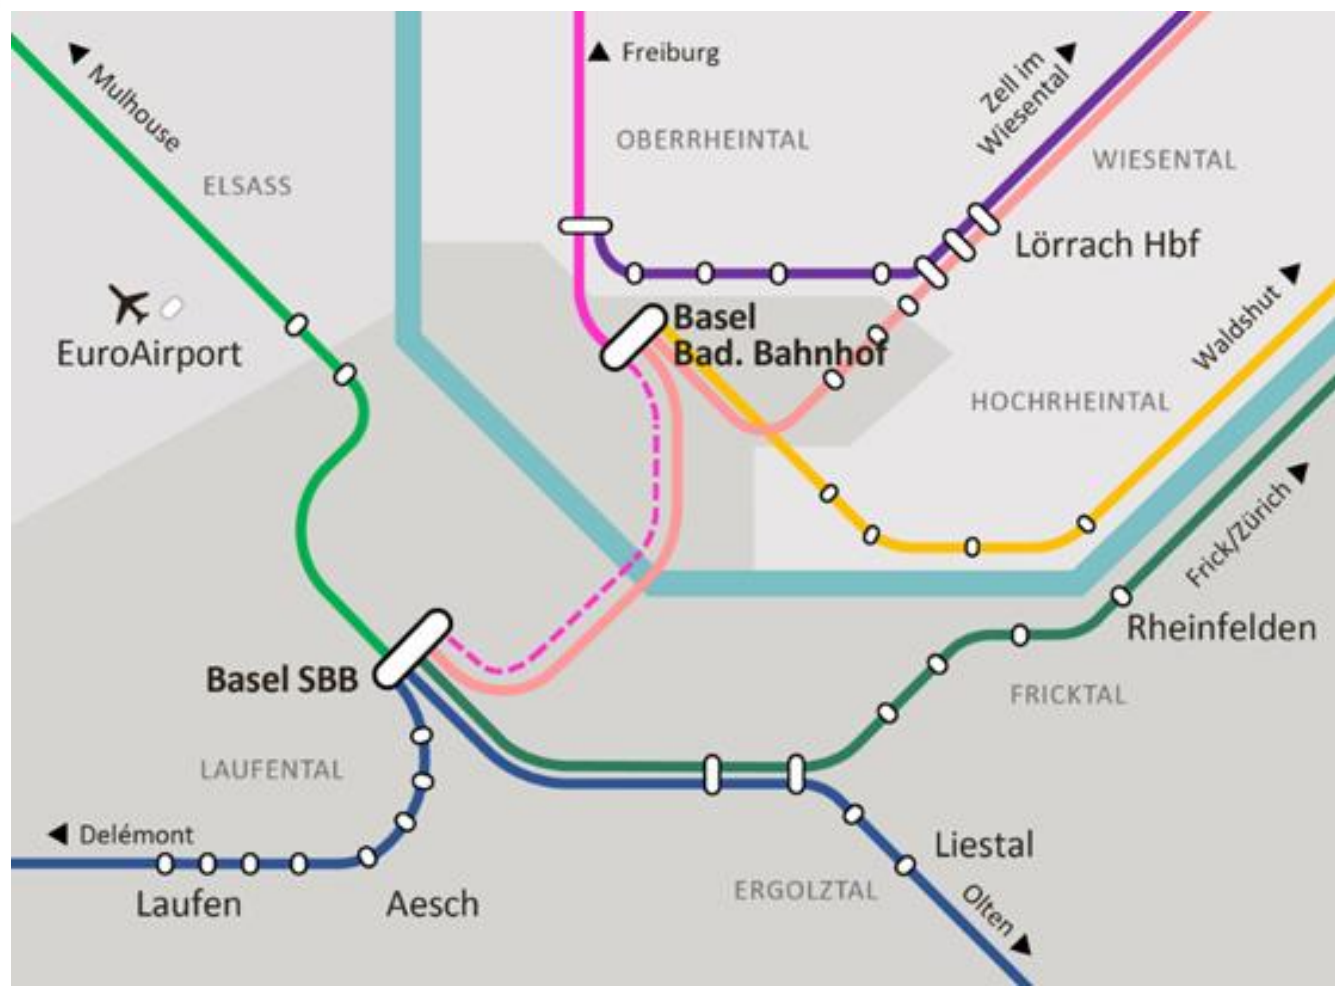 Freiburg
Mulhouse
Zell im
Wiesental
OBERRHEINTAL
WIESENTAL
ELSASS
Lörrach Hbf
EuroAirport
Basel
Bad. Bahnhof
Waldshut
HOCHRHEINTAL
Frick/Zürich
Rheinfelden
Basel SBB
FRICKTAL
LAUFENTAL
Delémont
Liestal
Laufen
Aesch
ERGOLZTAL
Olten